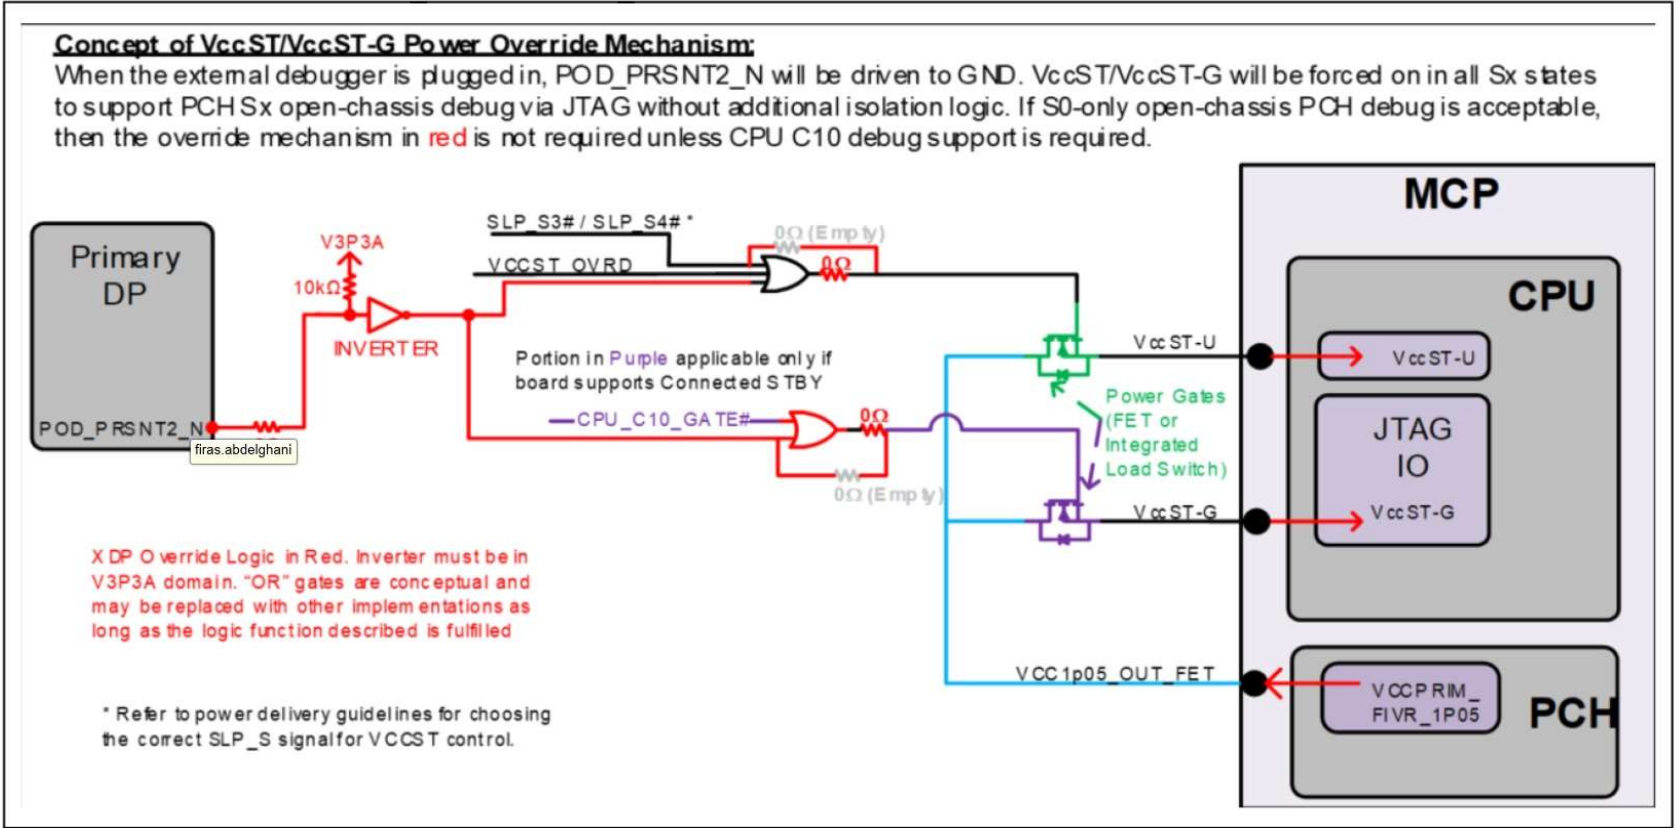 Concept of VccST/VccST-G Power Override Mechanism:
When the external debugger is plugged in, POD_PRSNT2_N will be driven to GND. VccST/VccST-G will be forced on in all Sx states
to support PCH Sx open-chassis debug via JTAG without additional isolation logic. If S0-only open-chassis PCH debug is acceptable,
then the override mechanism in red is not required unless CPU C10 debug support is required.
MCP
Primary
DP
V3P3A
10kΩ
INVERTER
POD_PRSNT2_N
firas.abdelghani
SLP_S3# / SLP_S4# *
VCCST_OVRD
0Ω (Empty)
0Ω
Portion in Purple applicable only if
board supports Connected STBY
CPU_C10_GATE#
0Ω
0Ω (Empty)
VccST-U
Power Gates
(FET or
Integrated
Load Switch)
VccST-G
CPU
VccST-U
JTAG
IO
VccST-G
XDP Override Logic in Red. Inverter must be in
V3P3A domain. “OR” gates are conceptual and
may be replaced with other implementations as
long as the logic function described is fulfilled
VCC1p05_OUT_FET
VCCPRIM_
FIVR_1P05
PCH
* Refer to power delivery guidelines for choosing
the correct SLP_S signal for VCCST control.